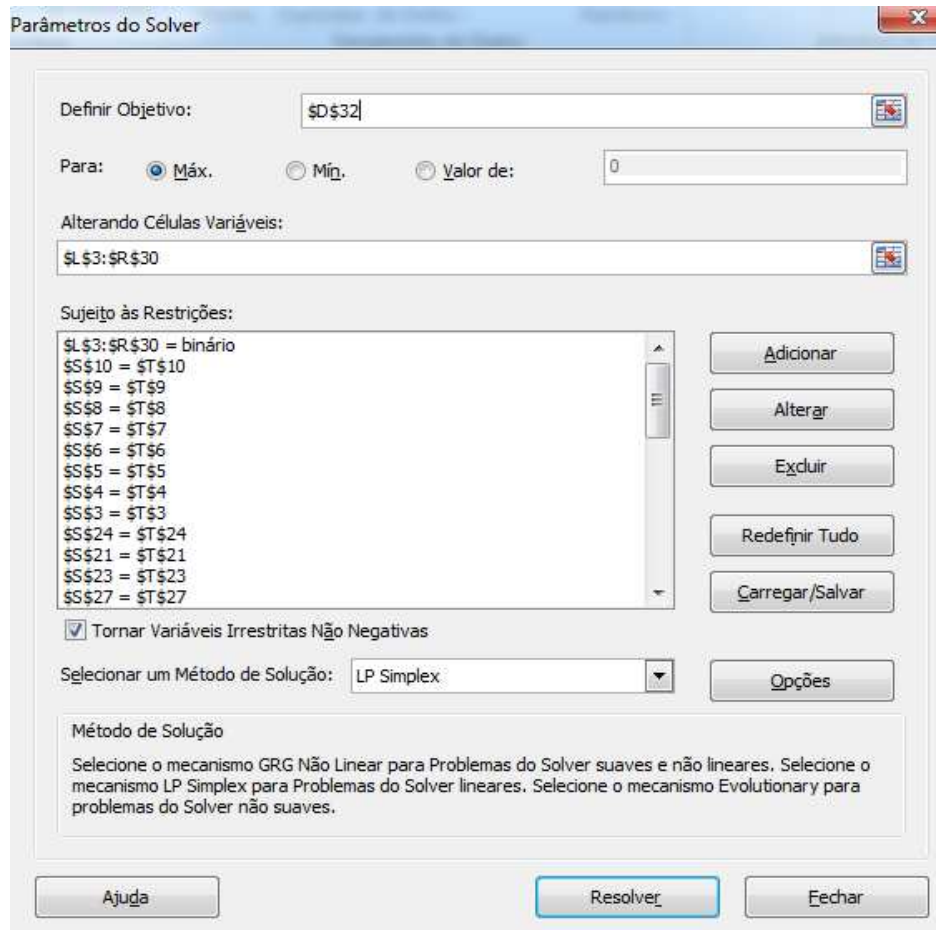 Parâmetros do Solver
Definir Objetivo: $D$32
Para: Máx. Mín. Valor de: 0
Alterando Células Variáveis:
$L$3:$R$30
Sujeito às Restrições:
$L$3:$R$30 = binário
$S$10 = $T$10
$S$9 = $T$9
$S$8 = $T$8
$S$7 = $T$7
$S$6 = $T$6
$S$5 = $T$5
$S$4 = $T$4
$S$3 = $T$3
$S$24 = $T$24
$S$21 = $T$21
$S$23 = $T$23
$S$27 = $T$27
Adicionar
Alterar
Excluir
Redefinir Tudo
Carregar/Salvar
Tornar Variáveis Irrestritas Não Negativas
Selecionar um Método de Solução: LP Simplex Opções
Método de Solução
Selecione o mecanismo GRG Não Linear para Problemas do Solver suaves e não lineares. Selecione o
mecanismo LP Simplex para Problemas do Solver lineares. Selecione o mecanismo Evolutionary para
problemas do Solver não suaves.
Ajuda Resolver Fechar